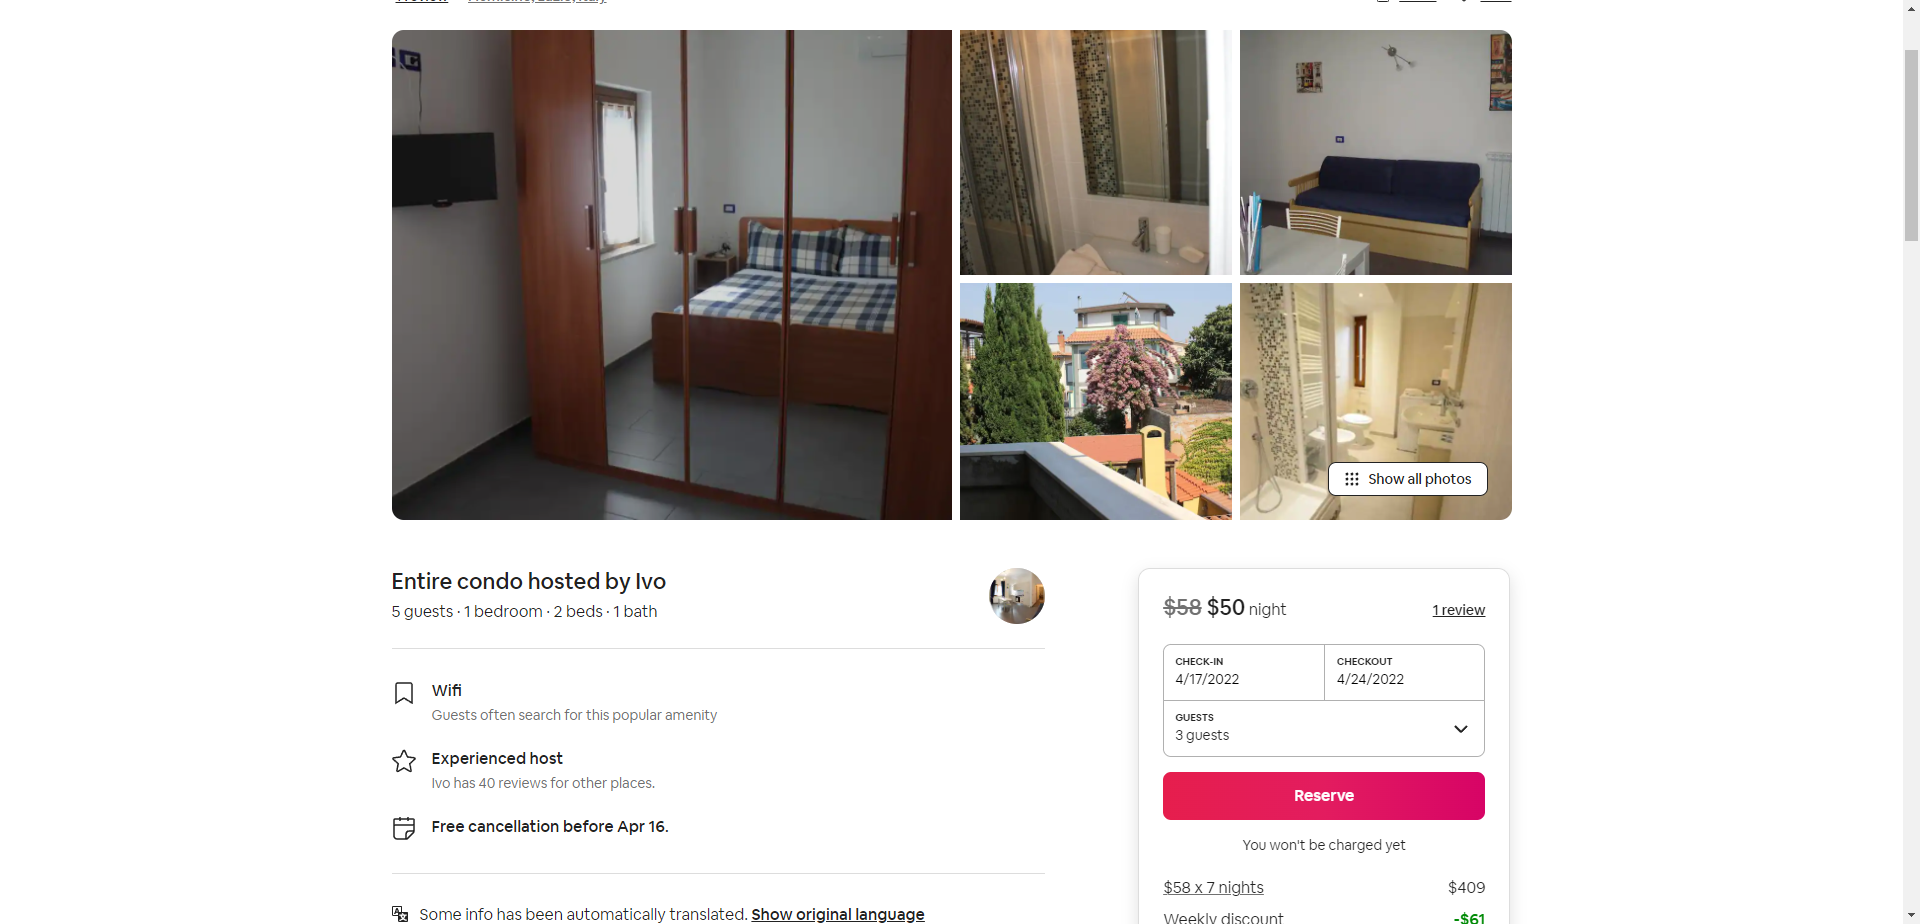 Show all photos
Entire condo hosted by Ivo
5 guests · 1 bedroom · 2 beds · 1 bath
Wifi
Guests often search for this popular amenity
Experienced host
Ivo has 40 reviews for other places.
Free cancellation before Apr 16.
Some info has been automatically translated. Show original language
$58 $50 night
1 review
CHECK-IN
4/17/2022
CHECKOUT
4/24/2022
GUESTS
3 guests
Reserve
You won't be charged yet
$58 x 7 nights
$409
Weekly discount
-$61